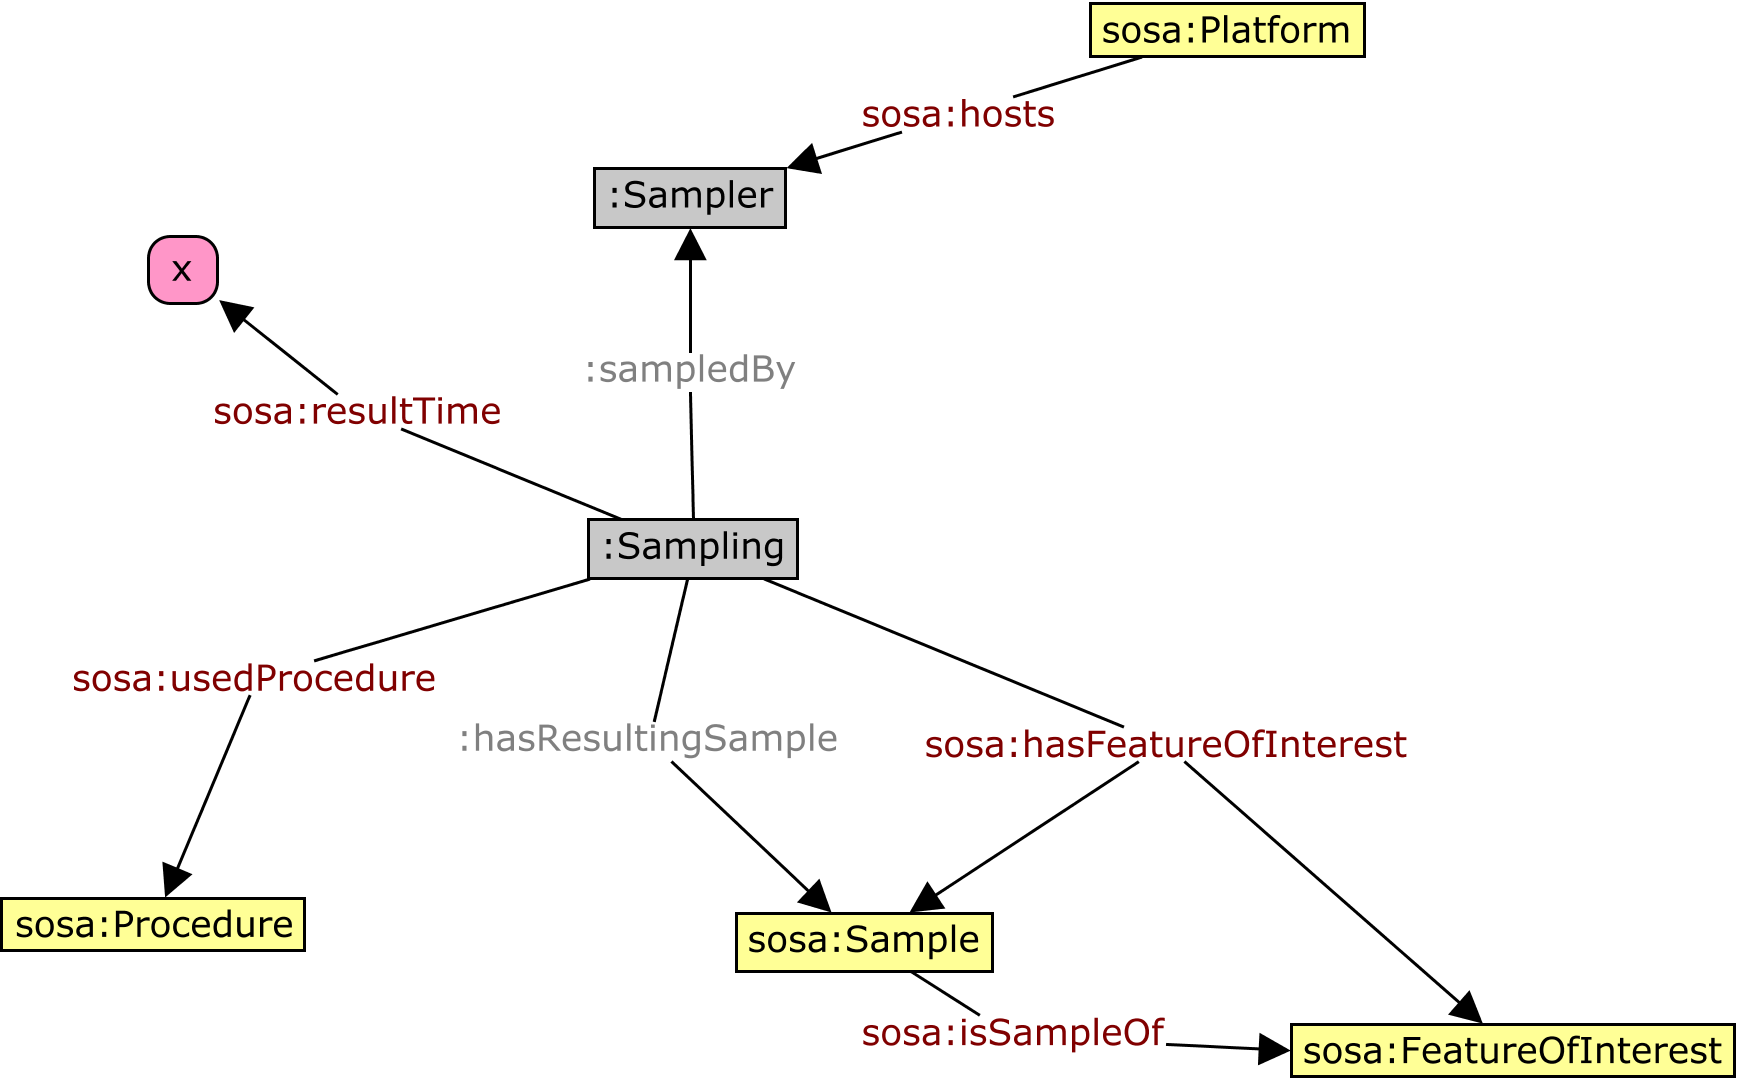 sosa:Platform
sosa:hosts
:Sampler
x
:sampledBy
sosa:resultTime
:Sampling
sosa:usedProcedure
:hasResultingSample
sosa:hasFeatureOfInterest
sosa:Procedure
sosa:Sample
sosa:isSampleOf
sosa:FeatureOfInterest